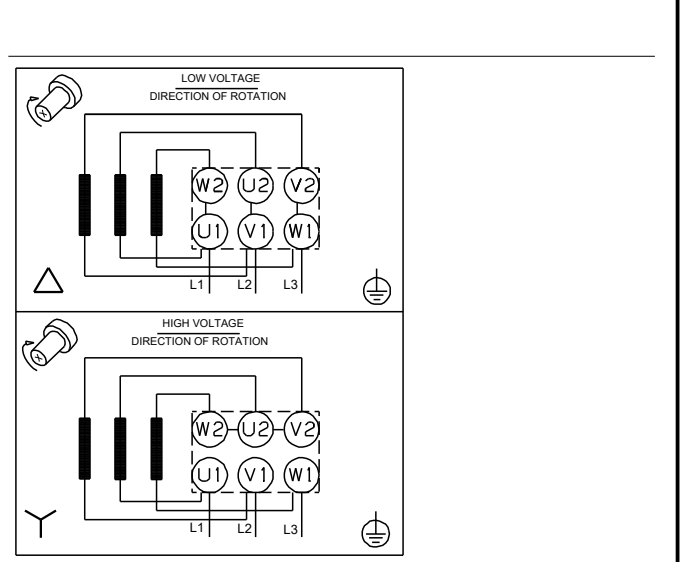 LOW VOLTAGE
DIRECTION OF ROTATION
W2 U2 V2
U1 V1 W1
L1 L2 L3
HIGH VOLTAGE
DIRECTION OF ROTATION
W2 U2 V2
U1 V1 W1
L1 L2 L3